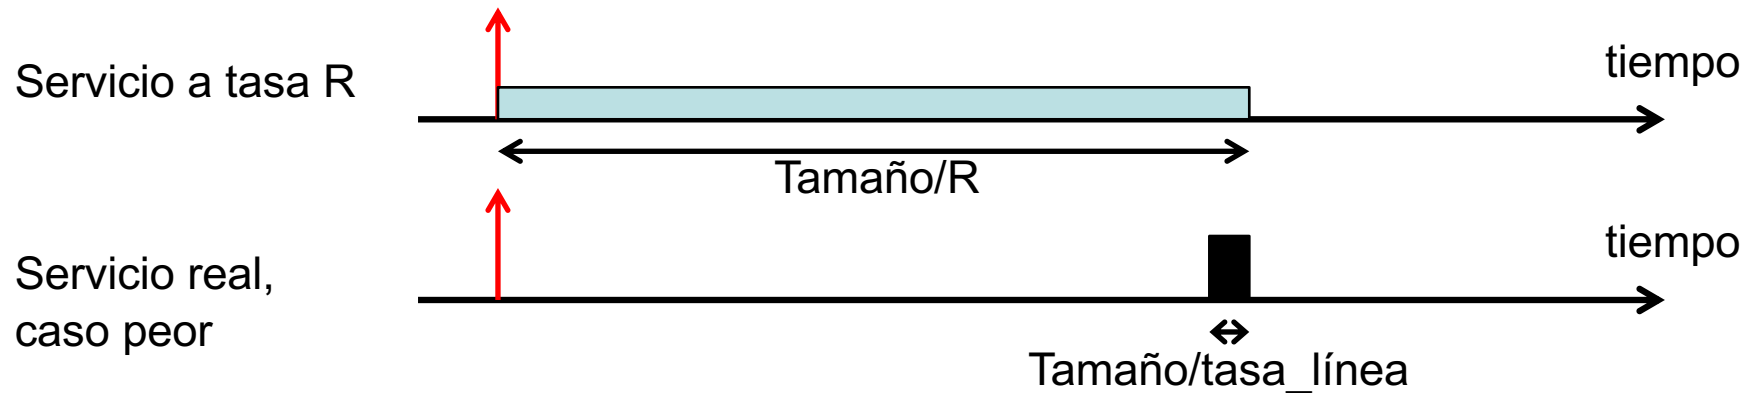 Servicio a tasa R
tiempo
Tamaño/R
Servicio real,
caso peor
tiempo
Tamaño/tasa_línea